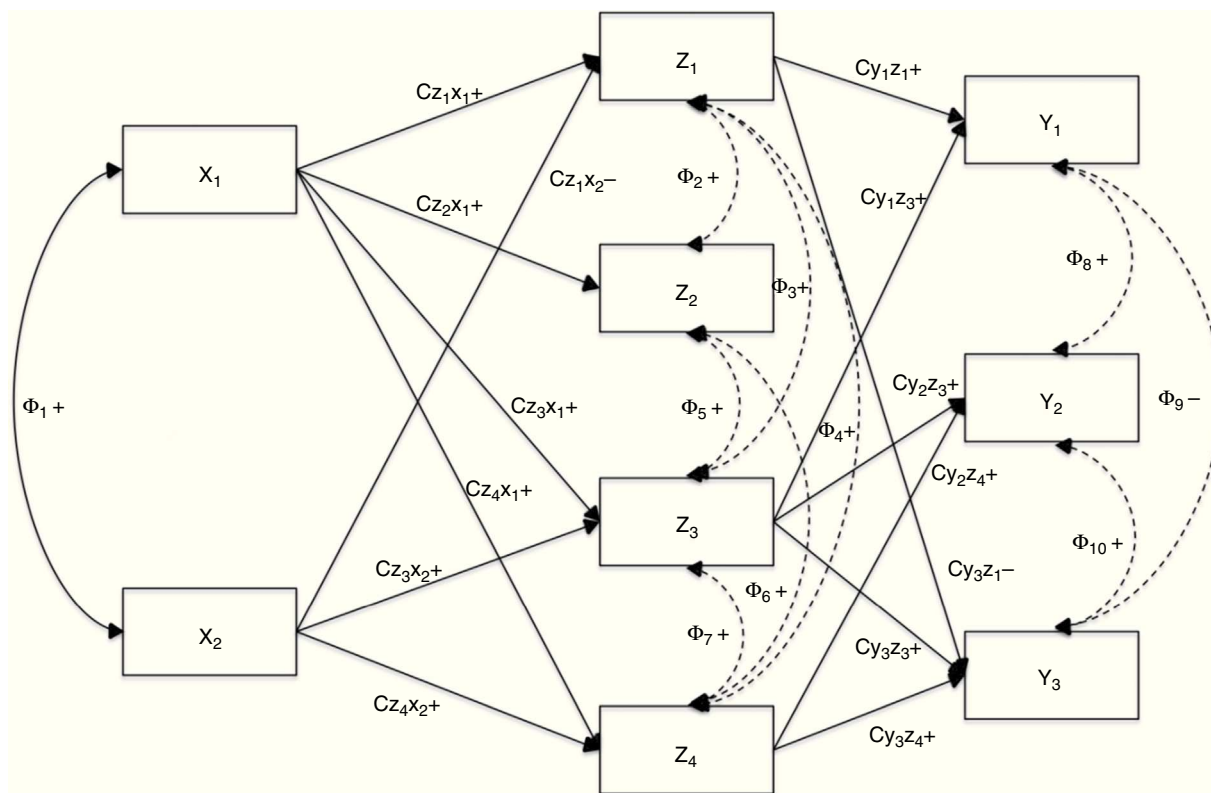 Z₁
Cy₁z₁+
Cz₁x₁+
Y₁
X₁
Cz₁x₂–
Φ₂ +
Cz₂x₁+
Cy₁z₃+
Φ₈ +
Z₂
Φ₃+
Cy₂z₃+
Φ₁ +
Cz₃x₁+
Φ₅ +
Φ₄+
Y₂
Φ₉ –
Cy₂z₄+
Cz₄x₁+
Z₃
Φ₁₀ +
Cz₃x₂+
Cy₃z₁–
Φ₆ +
X₂
Φ₇ +
Cy₃z₃+
Y₃
Cz₄x₂+
Cy₃z₄+
Z₄